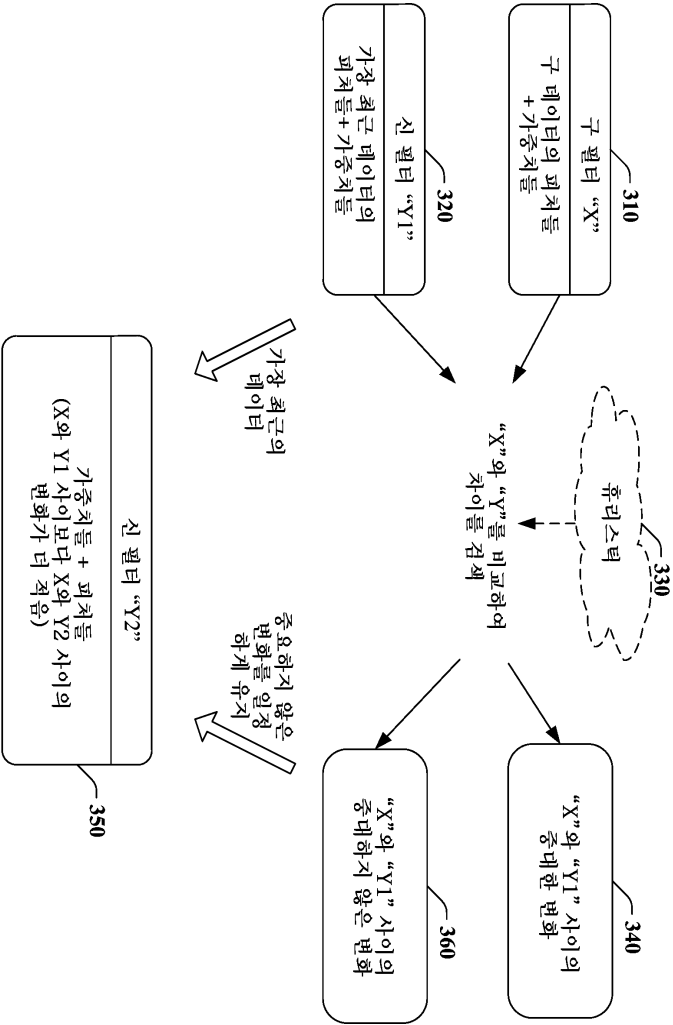 310
구 필터 “X”
구 데이터의 피처들
+ 가중치들
320
신 필터 “Y1”
가장 최근 데이터의
피처들+ 가중치들
휴리스틱
330
“X”와 “Y”를 비교하여
차이를 검색
340
“X”와 “Y1” 사이의
중대한 변화
360
“X”와 “Y1” 사이의
중대하지 않은 변화
가장 최근의
데이터
중요하지 않은
변화를 일정
하게 유지
신 필터 “Y2”
가중치들 + 피처들
(X와 Y1 사이보다 X와 Y2 사이의
변화가 더 적음)
350